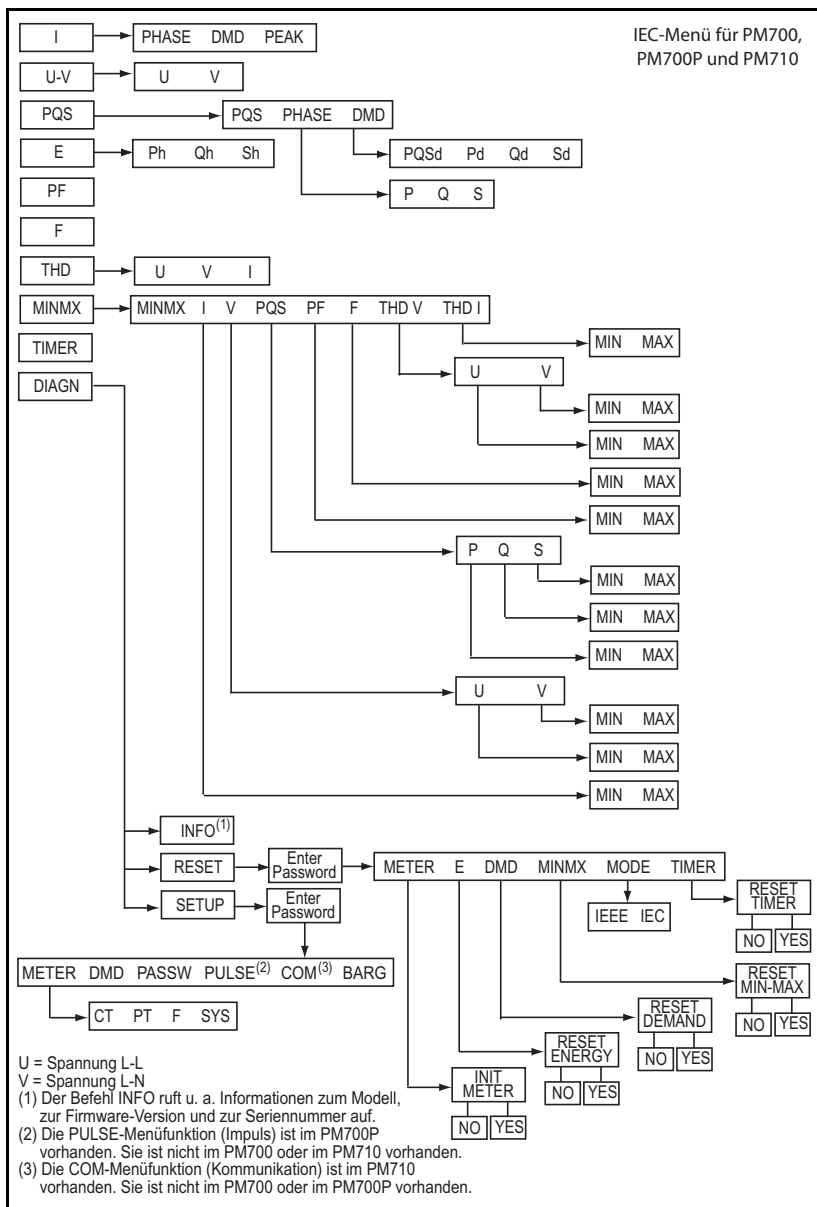 IEC-Menü für PM700,
PM700P und PM710
I
PHASE DMD PEAK
U-V
U V
PQS
PQS PHASE DMD
E
Ph Qh Sh
PQSd Pd Qd Sd
PF
P Q S
F
THD
U V I
MINMX
MINMX I V PQS PF F THD V THD I
TIMER
MIN MAX
DIAGN
U V
MIN MAX
MIN MAX
MIN MAX
MIN MAX
P Q S
MIN MAX
MIN MAX
MIN MAX
U V
MIN MAX
MIN MAX
MIN MAX
INFO(1)
RESET
Enter
Password
METER E DMD MINMX MODE TIMER
SETUP
Enter
Password
IEEE IEC
RESET
TIMER
NO YES
METER DMD PASSW PULSE(2) COM(3) BARG
RESET
MIN-MAX
NO YES
CT PT F SYS
RESET
DEMAND
NO YES
RESET
ENERGY
NO YES
INIT
METER
NO YES
U = Spannung L-L
V = Spannung L-N
(1) Der Befehl INFO ruft u. a. Informationen zum Modell,
zur Firmware-Version und zur Seriennummer auf.
(2) Die PULSE-Menüfunktion (Impuls) ist im PM700P
vorhanden. Sie ist nicht im PM700 oder im PM710 vorhanden.
(3) Die COM-Menüfunktion (Kommunikation) ist im PM710
vorhanden. Sie ist nicht im PM700 oder im PM700P vorhanden.